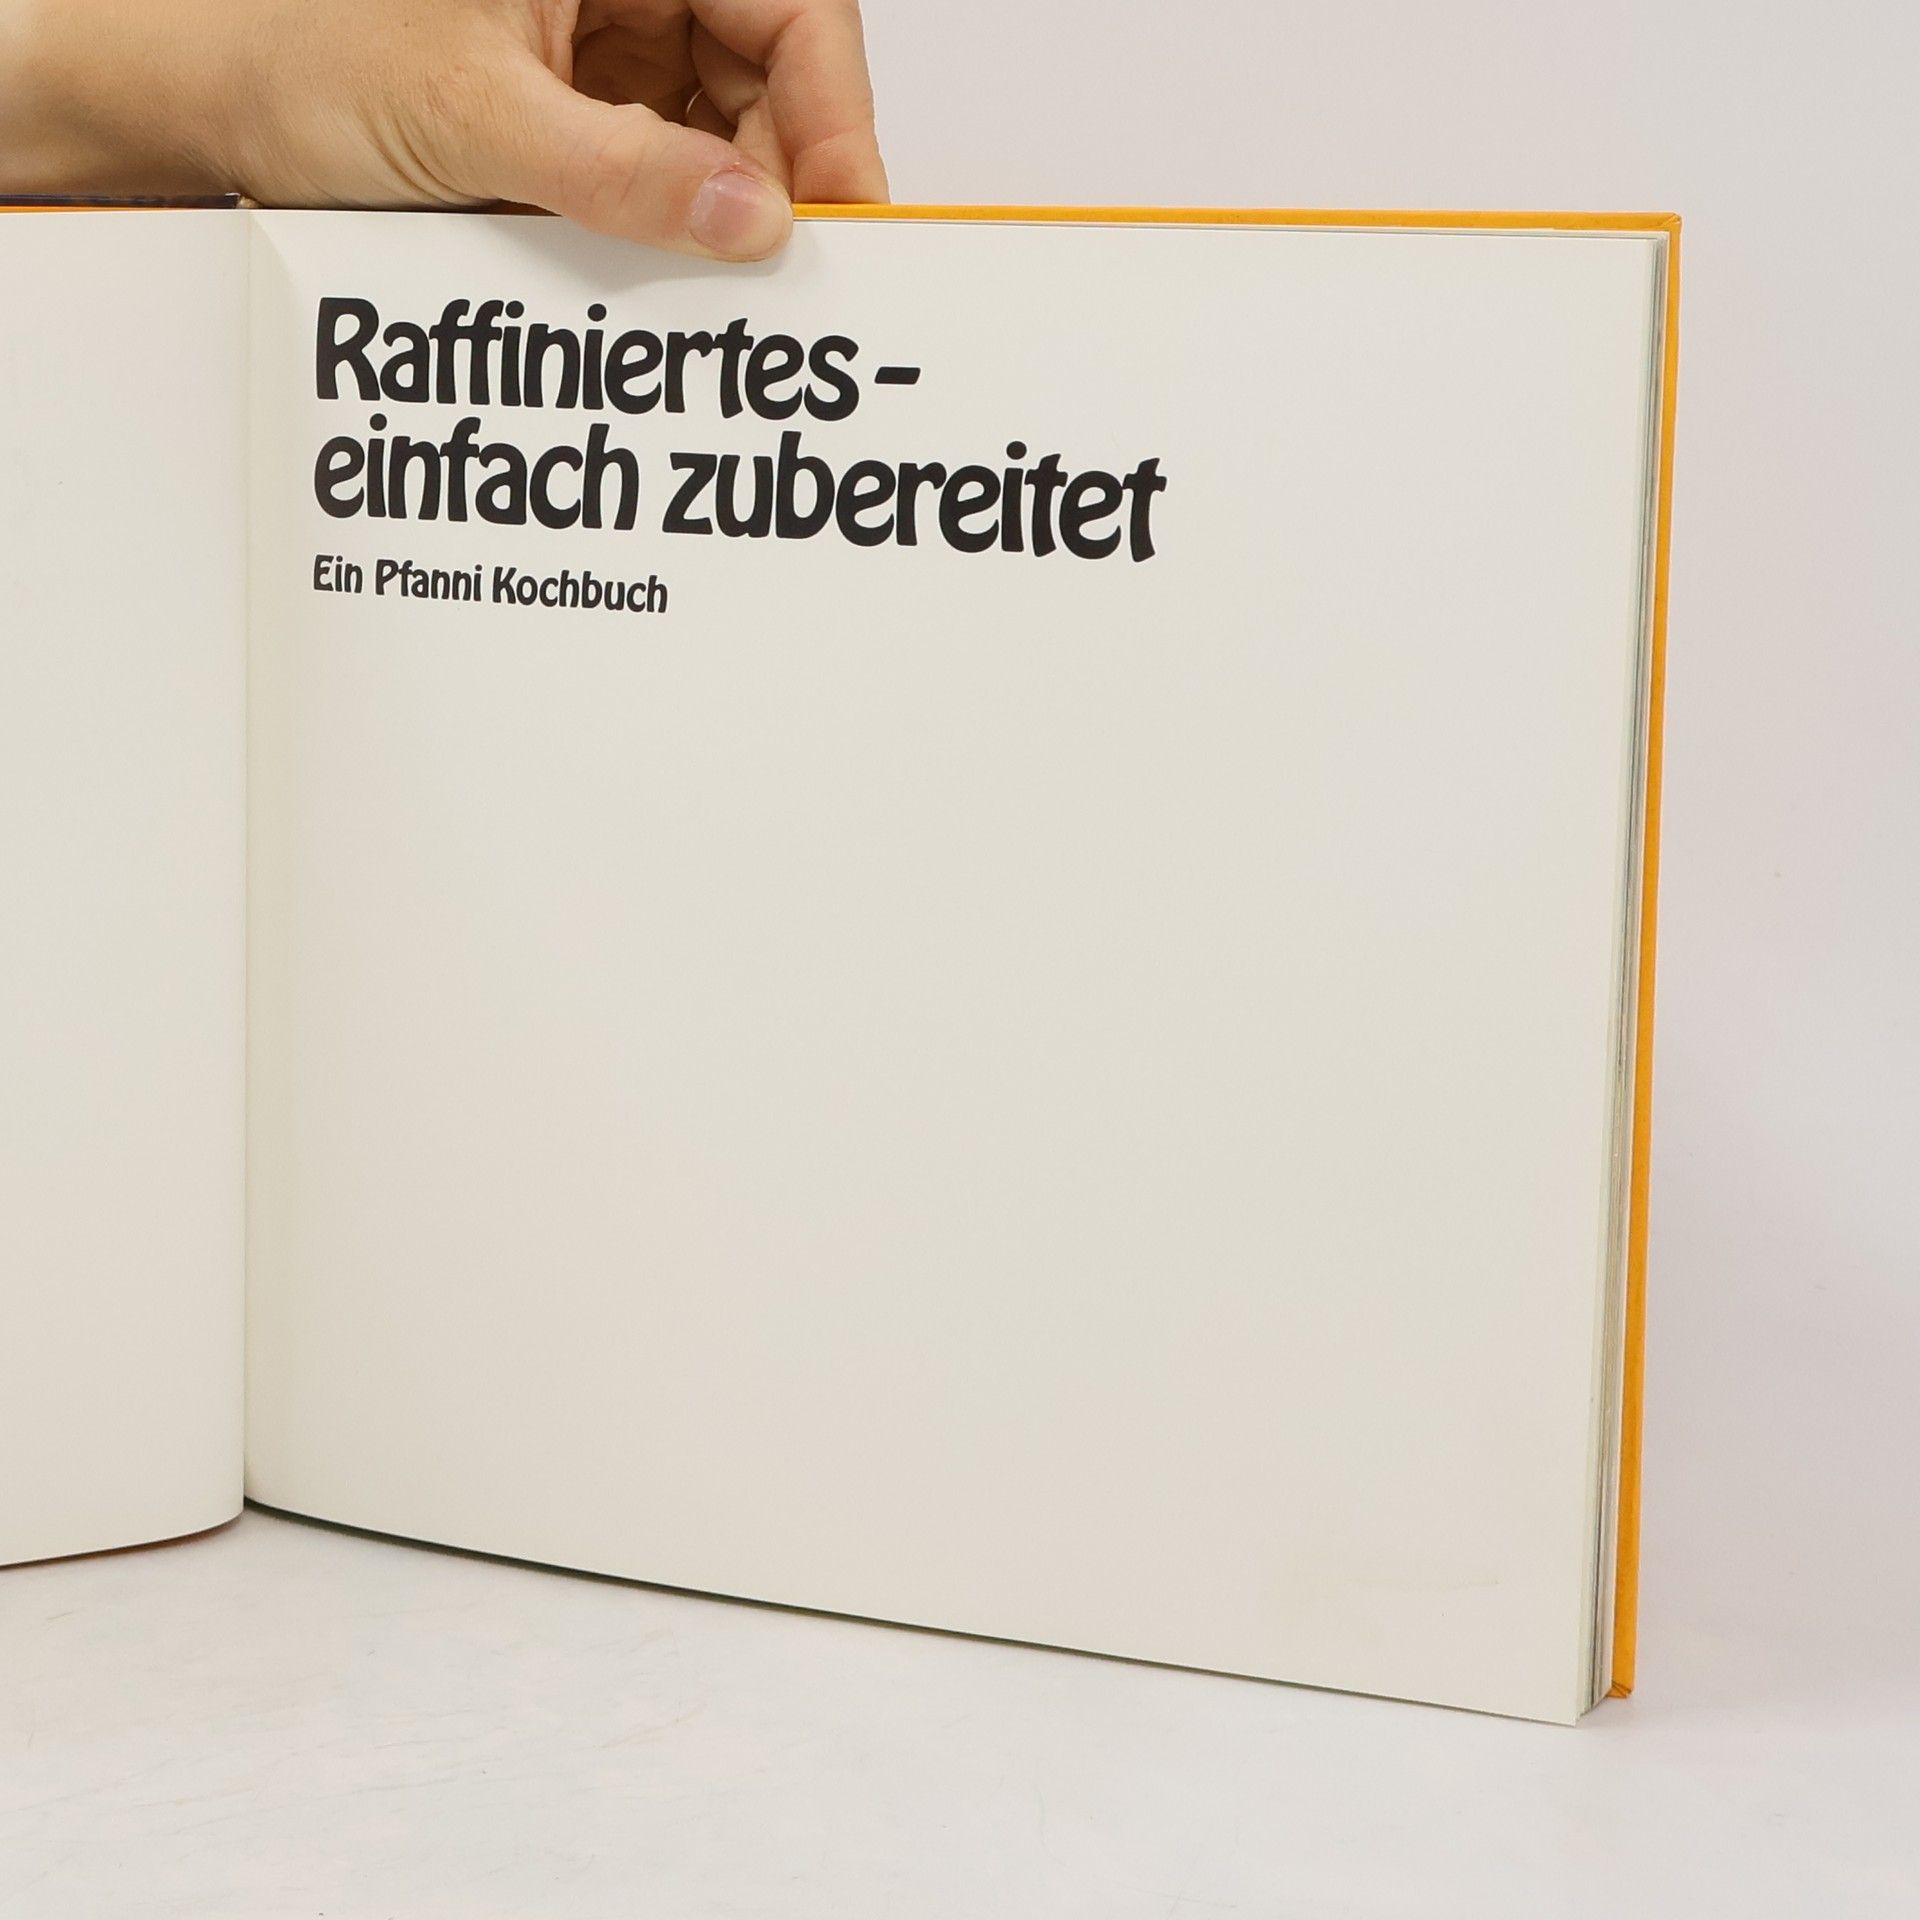 Raffiniertes -
einfach zubereitet
Ein Pfanni Kochbuch